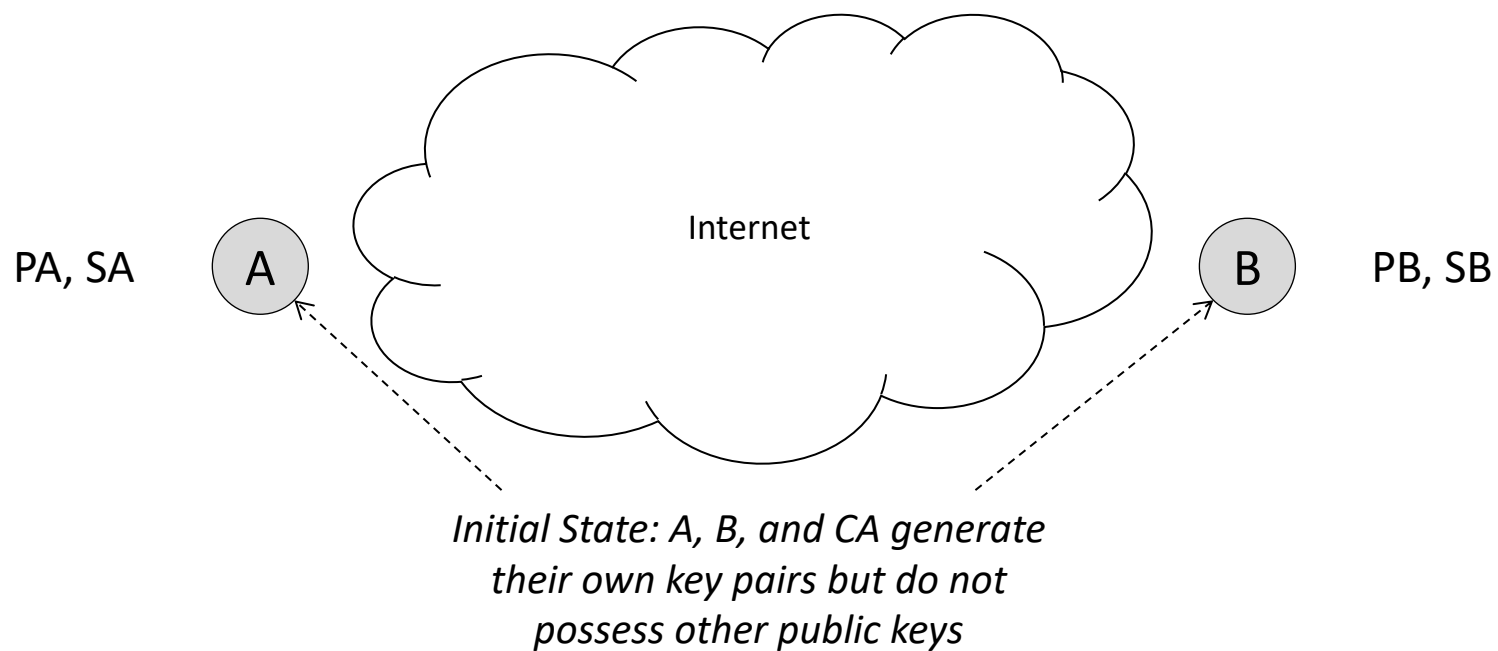 Internet
PA, SA
A
B
PB, SB
Initial State: A, B, and CA generate
their own key pairs but do not
possess other public keys